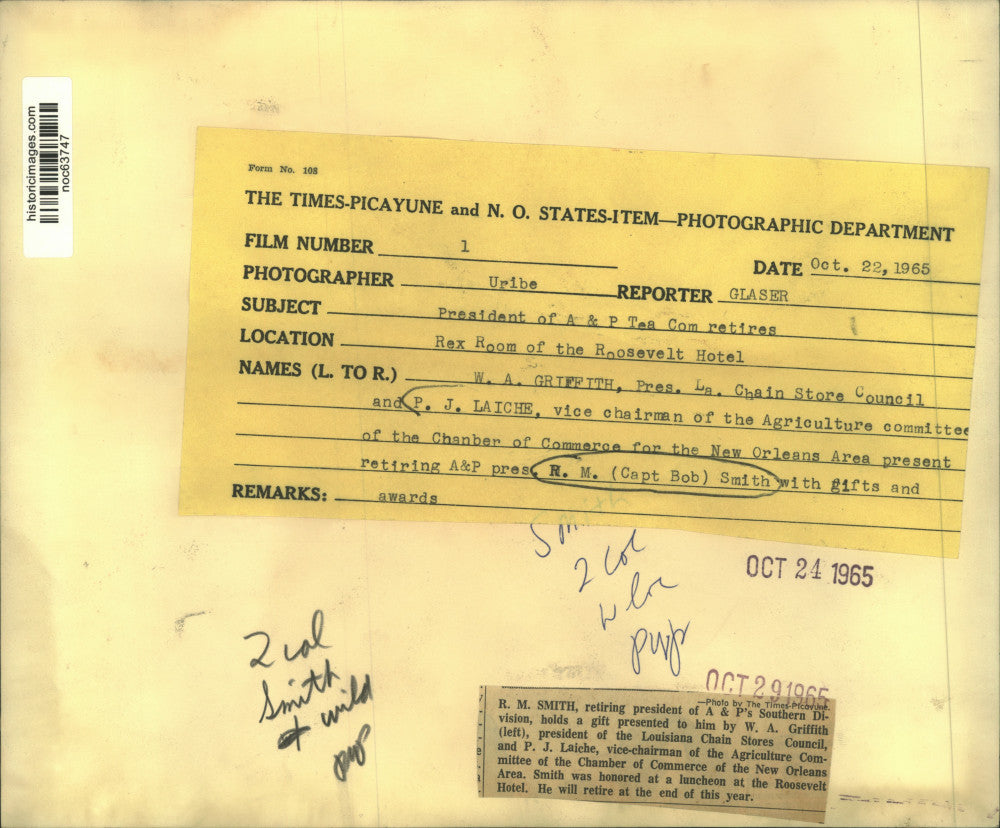 historicimages.com
noc63747
Form No. 108
THE TIMES-PICAYUNE and N. O. STATES-ITEM—PHOTOGRAPHIC DEPARTMENT
FILM NUMBER 1
DATE Oct. 22, 1965
PHOTOGRAPHER Uribe
REPORTER GLASER
SUBJECT President of A & P Tea Com retires
LOCATION Rex Room of the Roosevelt Hotel
NAMES (L. TO R.) W. A. GRIFFITH, Pres. La. Chain Store Council
and P. J. LAICHE, vice chairman of the Agriculture committee
of the Chanber of Commerce for the New Orleans Area present
retiring A&P pres. R. M. (Capt Bob) Smith with gifts and
REMARKS: awards
Smith
2 col
pwp
OCT 24 1965
2 col
Smith
+ wild
pwp
OCT 29 1965
—Photo by The Times-Picayune.
R. M. SMITH, retiring president of A & P's Southern Di-
vision, holds a gift presented to him by W. A. Griffith
(left), president of the Louisiana Chain Stores Council,
and P. J. Laiche, vice-chairman of the Agriculture Com-
mittee of the Chamber of Commerce of the New Orleans
Area. Smith was honored at a luncheon at the Roosevelt
Hotel. He will retire at the end of this year.